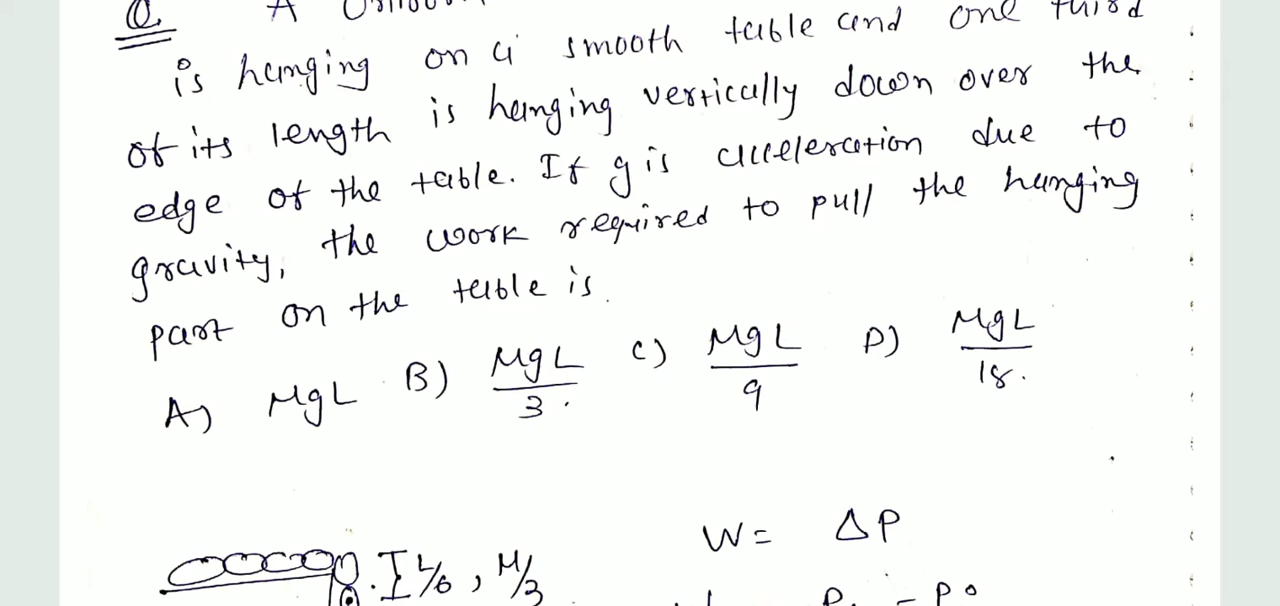 Q. A
is hanging on a smooth table and one third
of its length is hanging vertically down over the
edge of the table. If g is acceleration due to
gravity, the work required to pull the hanging
part on the table is.
A) MgL B) MgL/3. C) MgL/9 D) MgL/18.
W = ΔP
I L/6, M/3